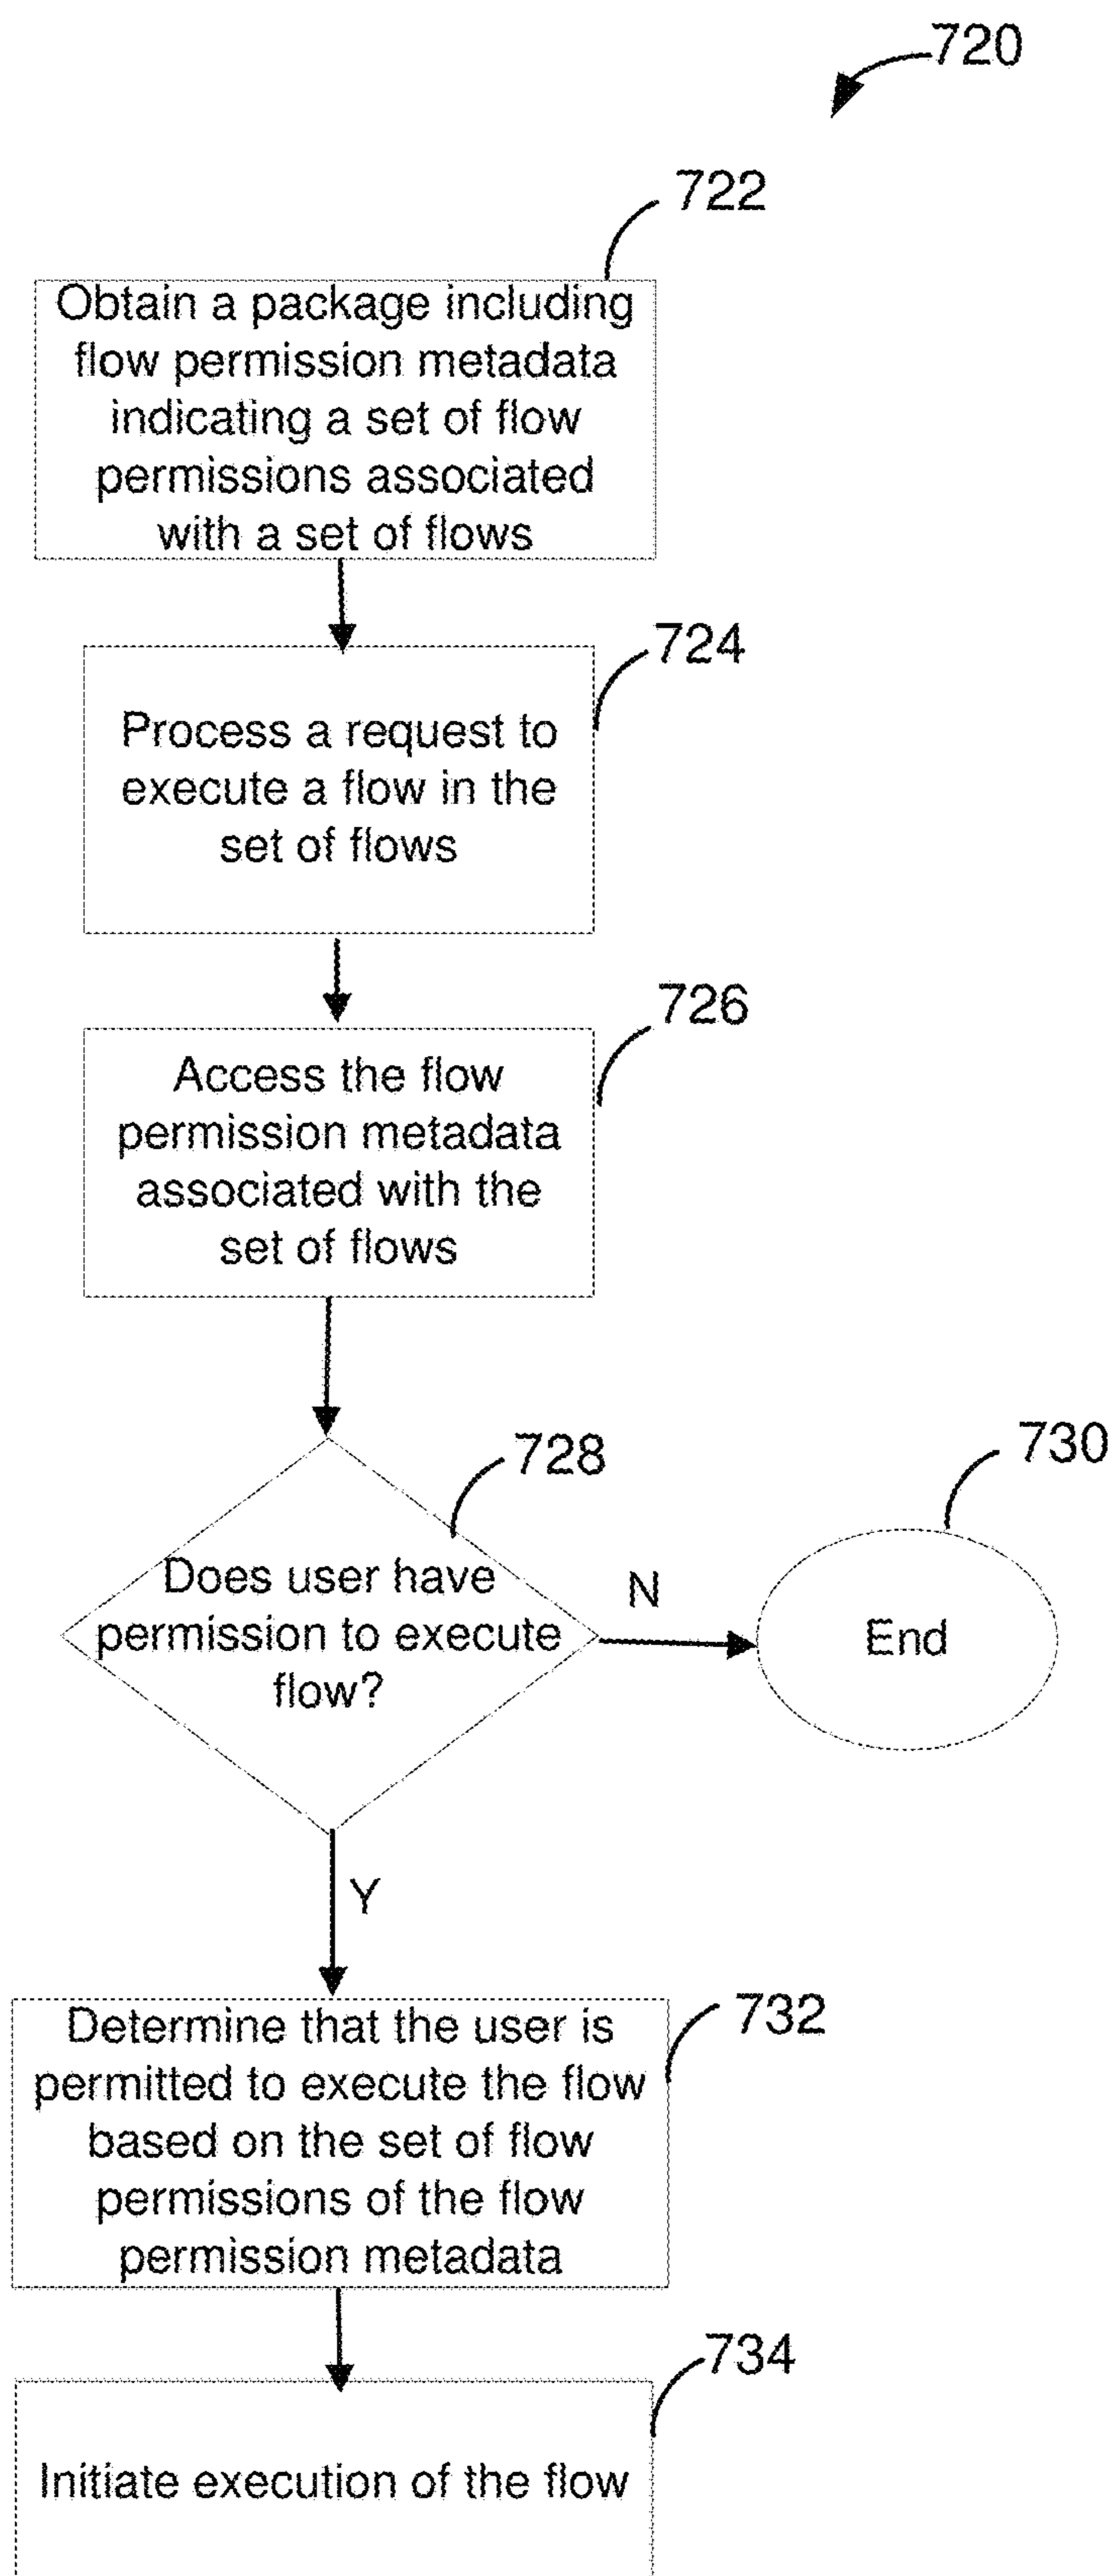 720
722
Obtain a package including
flow permission metadata
indicating a set of flow
permissions associated
with a set of flows
724
Process a request to
execute a flow in the
set of flows
726
Access the flow
permission metadata
associated with the
set of flows
728
Does user have
permission to execute
flow?
N
730
End
Y
732
Determine that the user is
permitted to execute the flow
based on the set of flow
permissions of the flow
permission metadata
734
Initiate execution of the flow